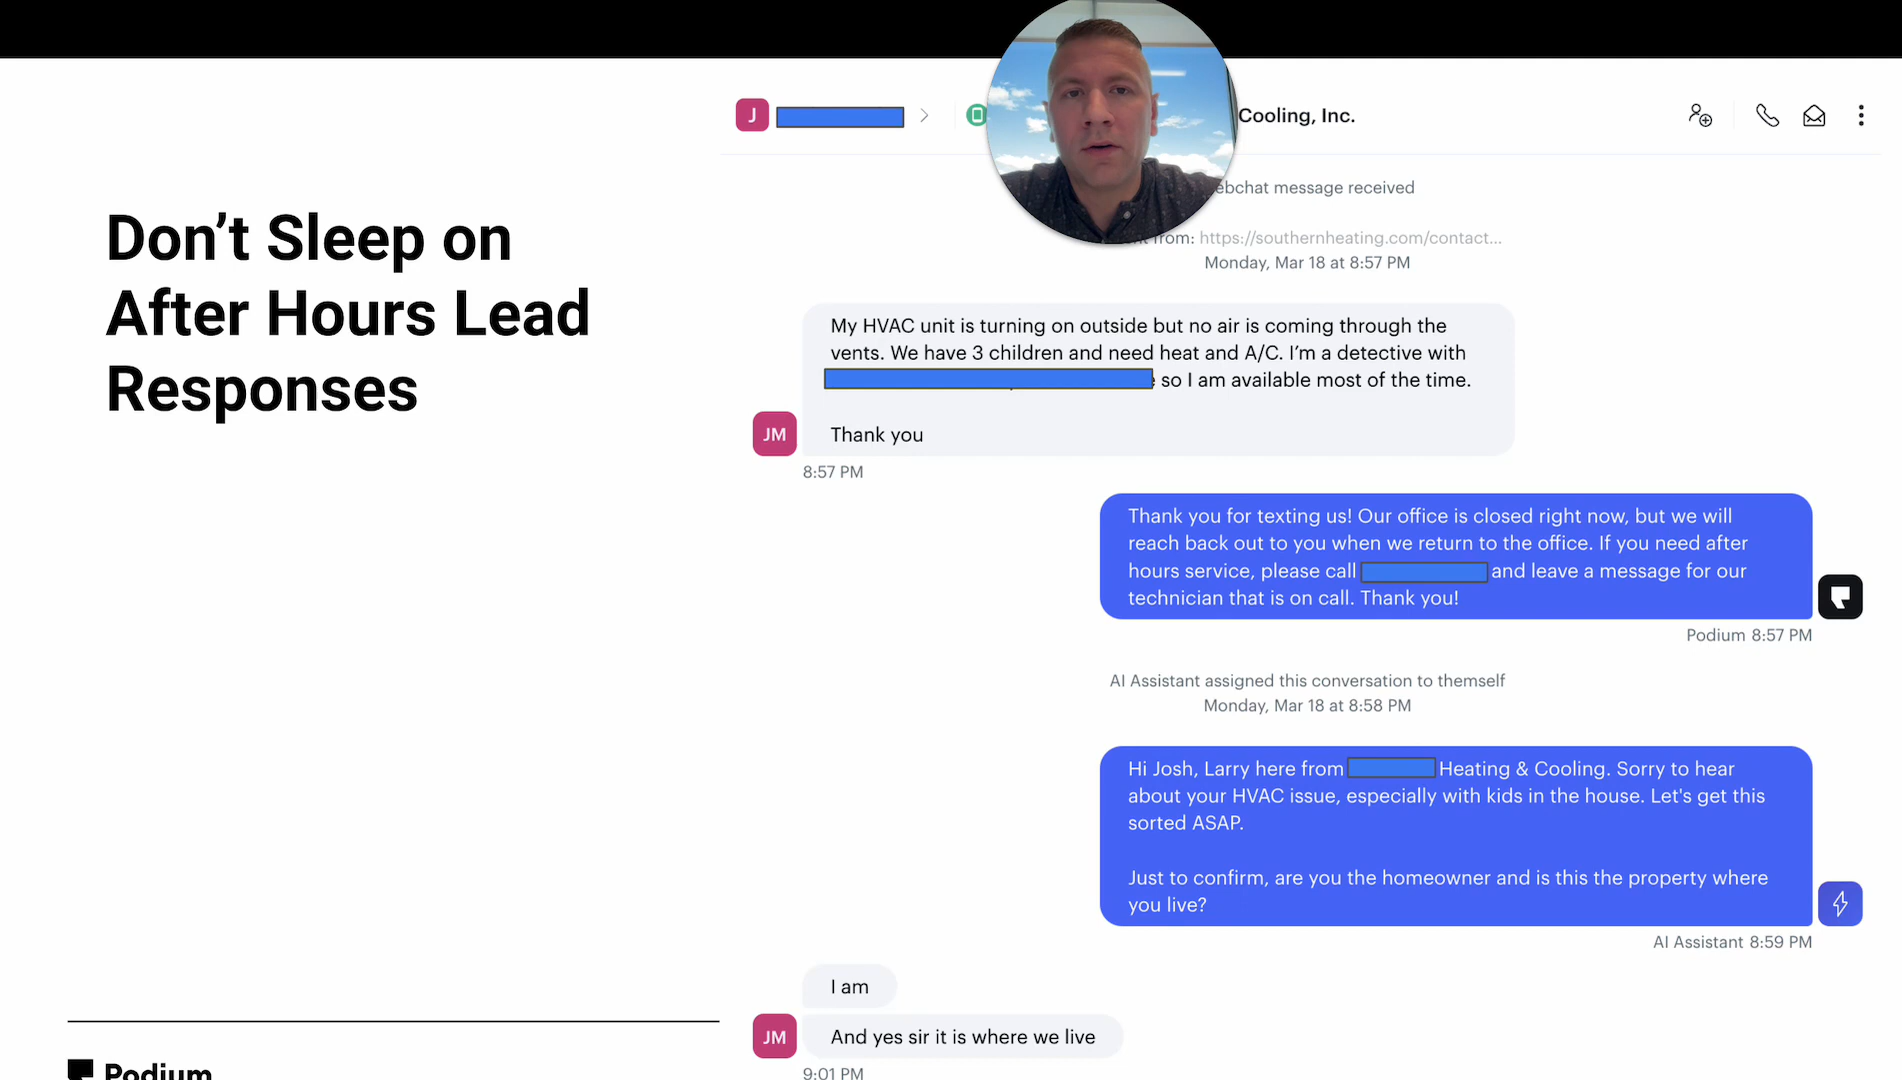 Don’t Sleep on
After Hours Lead
Responses
Podium
J
Cooling, Inc.
ebchat message received
from: https://southernheating.com/contact...
Monday, Mar 18 at 8:57 PM
My HVAC unit is turning on outside but no air is coming through the
vents. We have 3 children and need heat and A/C. I’m a detective with
so I am available most of the time.
Thank you
JM
8:57 PM
Thank you for texting us! Our office is closed right now, but we will
reach back out to you when we return to the office. If you need after
hours service, please call and leave a message for our
technician that is on call. Thank you!
Podium 8:57 PM
AI Assistant assigned this conversation to themself
Monday, Mar 18 at 8:58 PM
Hi Josh, Larry here from Heating & Cooling. Sorry to hear
about your HVAC issue, especially with kids in the house. Let's get this
sorted ASAP.
Just to confirm, are you the homeowner and is this the property where
you live?
AI Assistant 8:59 PM
I am
JM
And yes sir it is where we live
9:01 PM